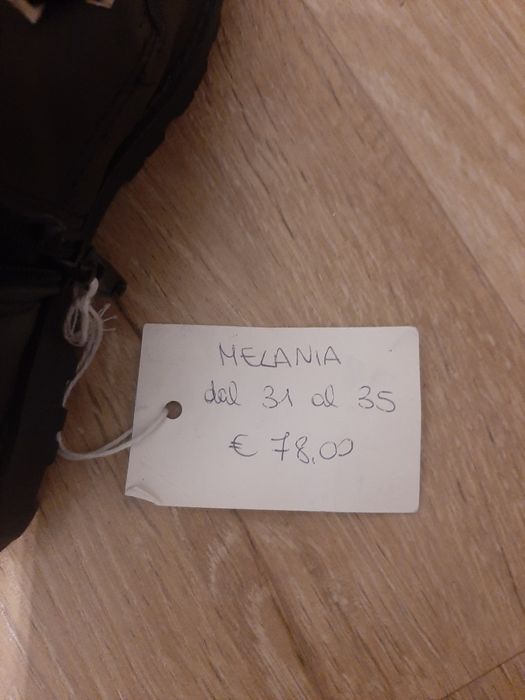 MELANIA
dal 31 al 35
€ 78,00